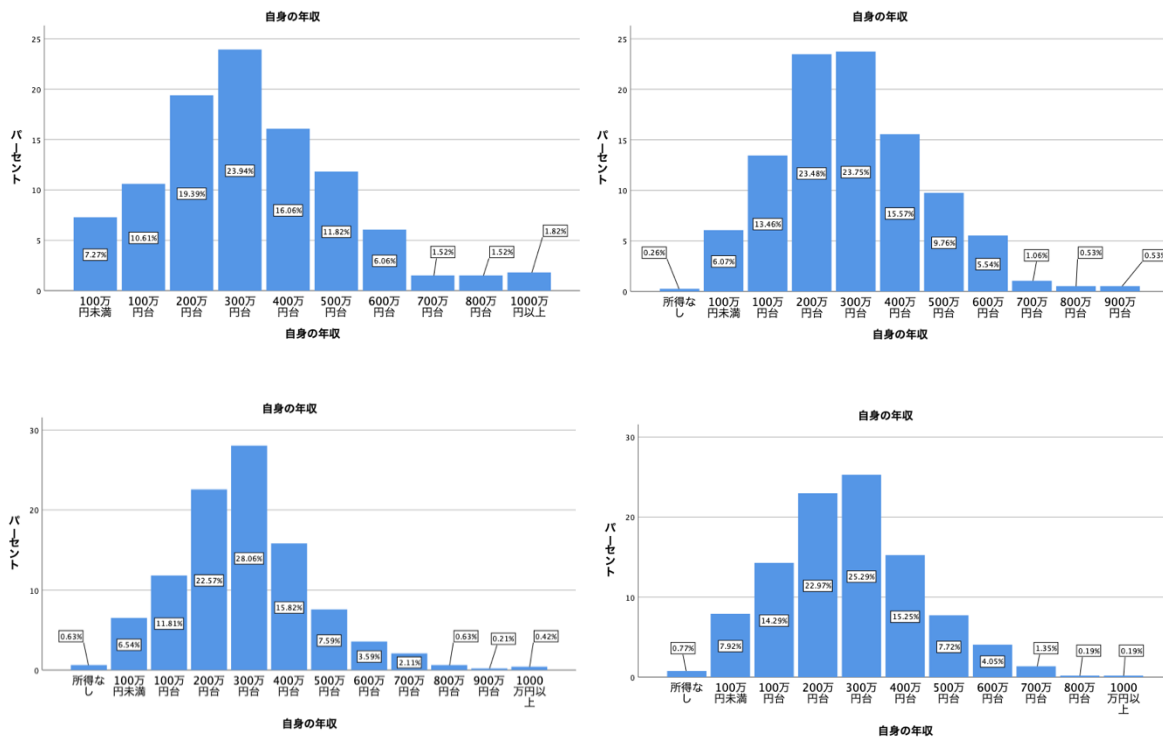 自身の年収
25
20
15
10
5
0
パーセント
7.27%
10.61%
19.39%
23.94%
16.06%
11.82%
6.06%
1.52%
1.52%
1.82%
100万
円未満
100万
円台
200万
円台
300万
円台
400万
円台
500万
円台
600万
円台
700万
円台
800万
円台
1000万
円以上
自身の年収
自身の年収
25
20
15
10
5
0
パーセント
0.26%
6.07%
13.46%
23.48%
23.75%
15.57%
9.76%
5.54%
1.06%
0.53%
0.53%
所得な
し
100万
円未満
100万
円台
200万
円台
300万
円台
400万
円台
500万
円台
600万
円台
700万
円台
800万
円台
900万
円台
自身の年収
自身の年収
30
20
10
0
パーセント
0.63%
6.54%
11.81%
22.57%
28.06%
15.82%
7.59%
3.59%
2.11%
0.63%
0.21%
0.42%
所得な
し
100万
円未満
100万
円台
200万
円台
300万
円台
400万
円台
500万
円台
600万
円台
700万
円台
800万
円台
900万
円台
1000
万円以
上
自身の年収
自身の年収
30
20
10
0
パーセント
0.77%
7.92%
14.29%
22.97%
25.29%
15.25%
7.72%
4.05%
1.35%
0.19%
0.19%
所得な
し
100万
円未満
100万
円台
200万
円台
300万
円台
400万
円台
500万
円台
600万
円台
700万
円台
800万
円台
1000
万円以
上
自身の年収